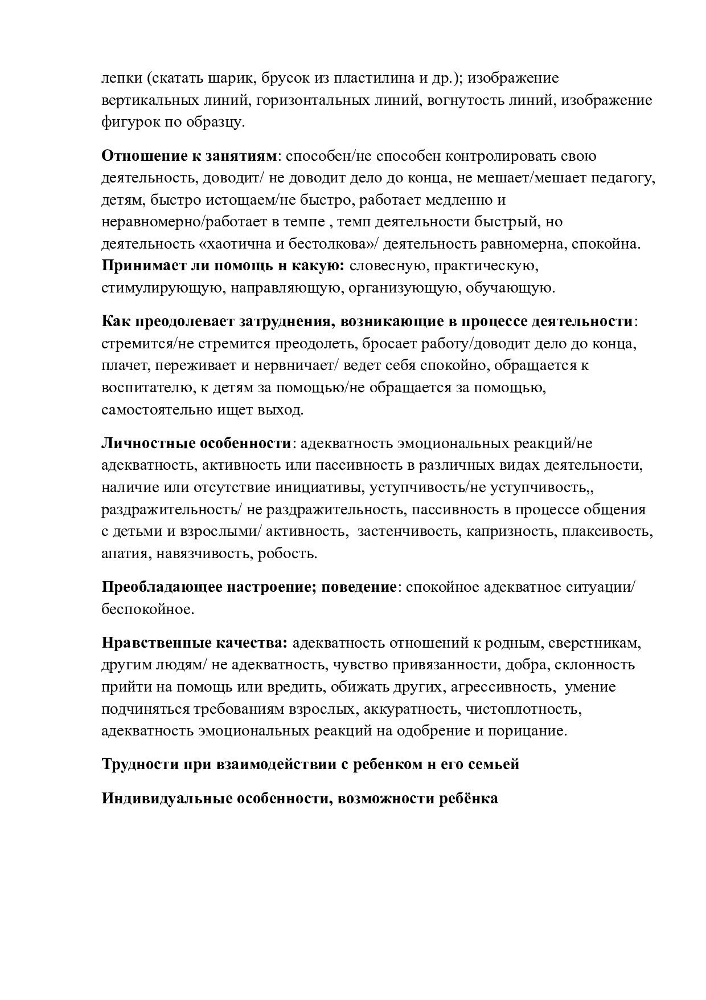 лепки (скатать шарик, брусок из пластилина и др.); изображение
вертикальных линий, горизонтальных линий, вогнутость линий, изображение
фигурок по образцу.
Отношение к занятиям: способен/не способен контролировать свою
деятельность, доводит/ не доводит дело до конца, не мешает/мешает педагогу,
детям, быстро истощаем/не быстро, работает медленно и
неравномерно/работает в темпе , темп деятельности быстрый, но
деятельность «хаотична и бестолкова»/ деятельность равномерна, спокойна.
Принимает ли помощь н какую: словесную, практическую,
стимулирующую, направляющую, организующую, обучающую.
Как преодолевает затруднения, возникающие в процессе деятельности:
стремится/не стремится преодолеть, бросает работу/доводит дело до конца,
плачет, переживает и нервничает/ ведет себя спокойно, обращается к
воспитателю, к детям за помощью/не обращается за помощью,
самостоятельно ищет выход.
Личностные особенности: адекватность эмоциональных реакций/не
адекватность, активность или пассивность в различных видах деятельности,
наличие или отсутствие инициативы, уступчивость/не уступчивость,,
раздражительность/ не раздражительность, пассивность в процессе общения
с детьми и взрослыми/ активность,  застенчивость, капризность, плаксивость,
апатия, навязчивость, робость.
Преобладающее настроение; поведение: спокойное адекватное ситуации/
беспокойное.
Нравственные качества: адекватность отношений к родным, сверстникам,
другим людям/ не адекватность, чувство привязанности, добра, склонность
прийти на помощь или вредить, обижать других, агрессивность,  умение
подчиняться требованиям взрослых, аккуратность, чистоплотность,
адекватность эмоциональных реакций на одобрение и порицание.
Трудности при взаимодействии с ребенком н его семьей
Индивидуальные особенности, возможности ребёнка